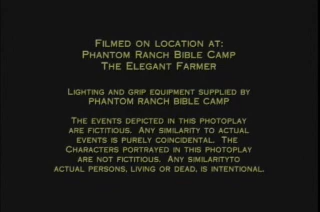 Filmed on location at:
Phantom Ranch Bible Camp
The Elegant Farmer
Lighting and grip equipment supplied by
PHANTOM RANCH BIBLE CAMP
The events depicted in this photoplay
are fictitious. Any similarity to actual
events is purely coincidental. The
Characters portrayed in this photoplay
are not fictitious. Any similarityto
actual persons, living or dead, is intentional.